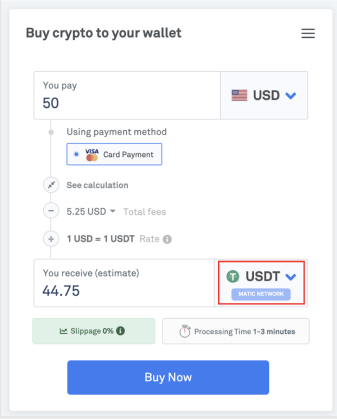 Buy crypto to your wallet
You pay
50
USD
Using payment method
VISA Card Payment
See calculation
5.25 USD Total fees
1 USD = 1 USDT Rate
You receive (estimate)
44.75
USDT
MATIC NETWORK
Slippage 0%
Processing Time 1-3 minutes
Buy Now